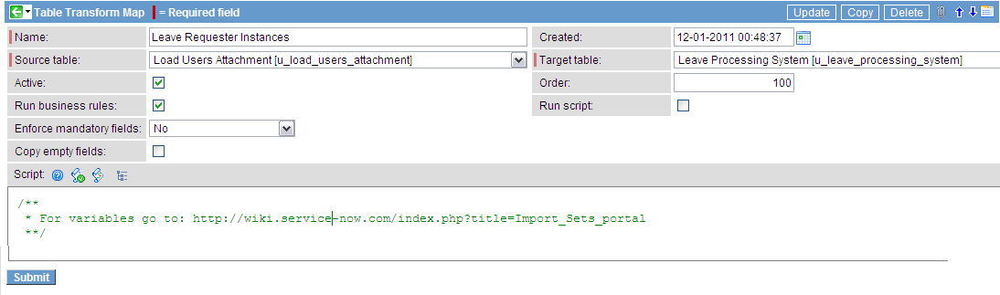 Table Transform Map = Required field Update Copy Delete
Name: Leave Requester Instances Created: 12-01-2011 00:48:37
Source table: Load Users Attachment [u_load_users_attachment] Target table: Leave Processing System [u_leave_processing_system]
Active: Order: 100
Run business rules: Run script:
Enforce mandatory fields: No
Copy empty fields:
Script:
/**
* For variables go to: http://wiki.service-now.com/index.php?title=Import_Sets_portal
**/
Submit